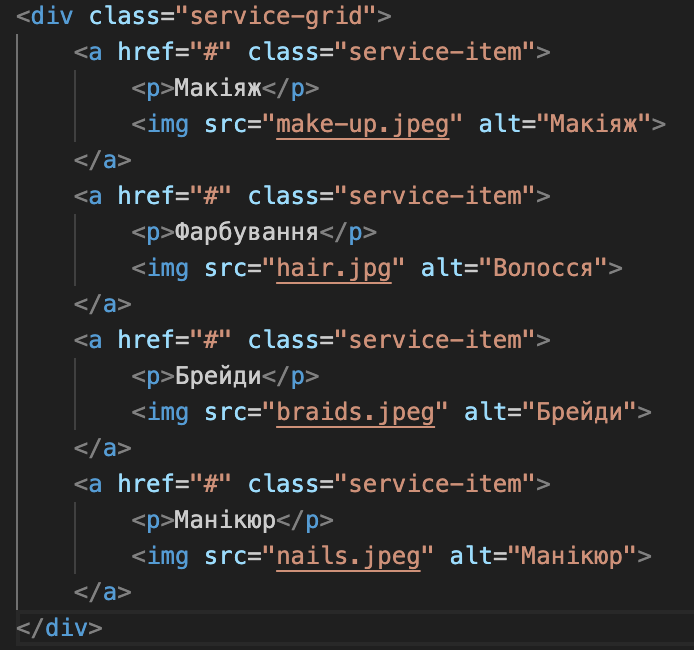 <div class="service-grid">
    <a href="#" class="service-item">
        <p>Макіяж</p>
        <img src="make-up.jpeg" alt="Макіяж">
    </a>
    <a href="#" class="service-item">
        <p>Фарбування</p>
        <img src="hair.jpg" alt="Волосся">
    </a>
    <a href="#" class="service-item">
        <p>Брейди</p>
        <img src="braids.jpeg" alt="Брейди">
    </a>
    <a href="#" class="service-item">
        <p>Манікюр</p>
        <img src="nails.jpeg" alt="Манікюр">
    </a>
</div>